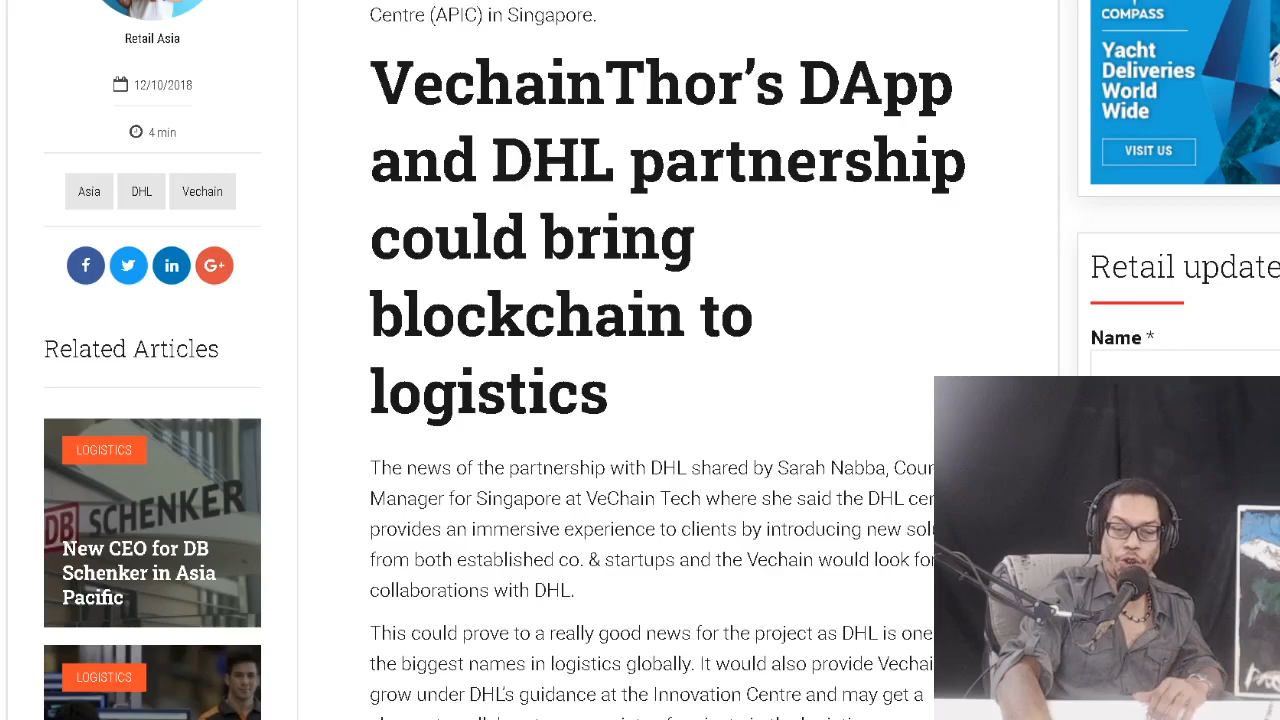 Centre (APIC) in Singapore.
VechainThor's DApp
and DHL partnership
could bring
blockchain to
logistics
The news of the partnership with DHL shared by Sarah Nabba,
Manager for Singapore at VeChain Tech where she said the DHL
provides an immersive experience to clients by introducing new
from both established co. & startups and the Vechain would look for
collaborations with DHL.
This could prove to a really good news for the project as DHL is one
the biggest names in logistics globally. It would also provide
grow under DHL's guidance at the Innovation Centre and may get a
Retail Asia
12/10/2018
4 min
Asia
DHL
Vechain
f
in
G+
Related Articles
LOGISTICS
DB SCHENKER
New CEO for DB
Schenker in Asia
Pacific
LOGISTICS
COMPASS
Yacht
Deliveries
World
Wide
VISIT US
Retail update
Name *